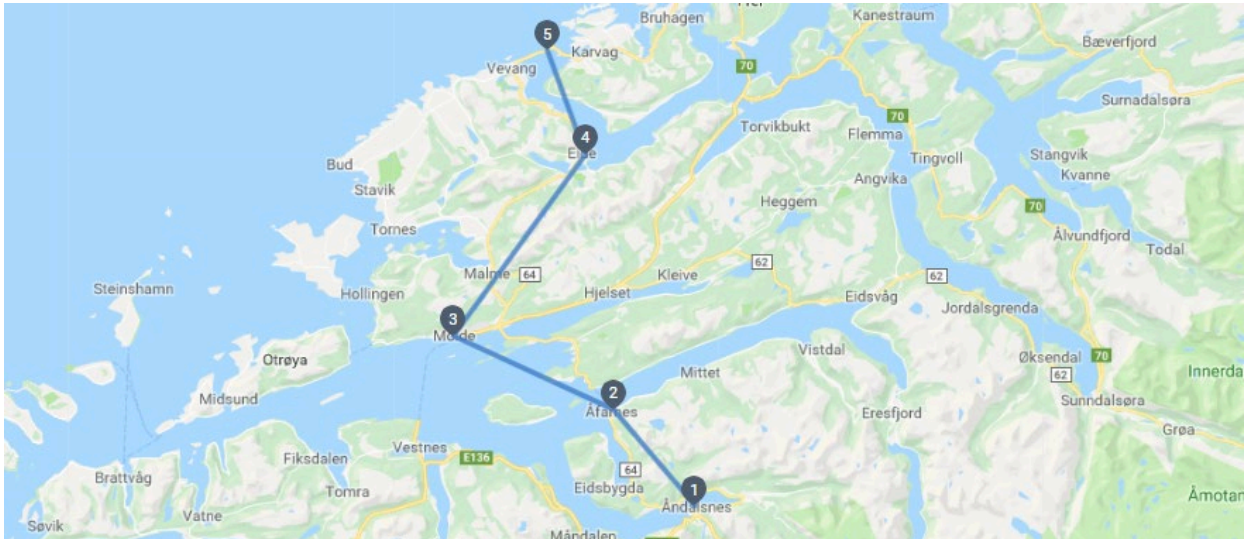 5
Bruhagen
Kanestraum
Karvag
Vevang
Bæverfjord
70
Surnadalsøra
4
70
Torvikbukt
Flemma
Bud
Tingvoll
Stangvik
Kvanne
Stavik
Angvika
Heggem
70
Tornes
Ålvundfjord
Todal
Malme
64
Kleive
62
62
Steinshamn
Hollingen
Hjelset
Eidsvåg
Jordalsgrenda
3
Molde
Otrøya
Vistdal
Øksendal
70
62
Innerda
Mittet
2
Midsund
Åfarnes
Eresfjord
Sunndalsøra
Grøa
Vestnes
Fiksdalen
E136
64
Brattvåg
Tomra
Eidsbygda
1
Åndalsnes
Åmotan
Vatne
Søvik
Måndalen